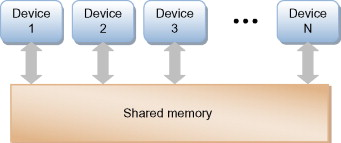 Device
1
Device
2
Device
3
...
Device
N
Shared memory